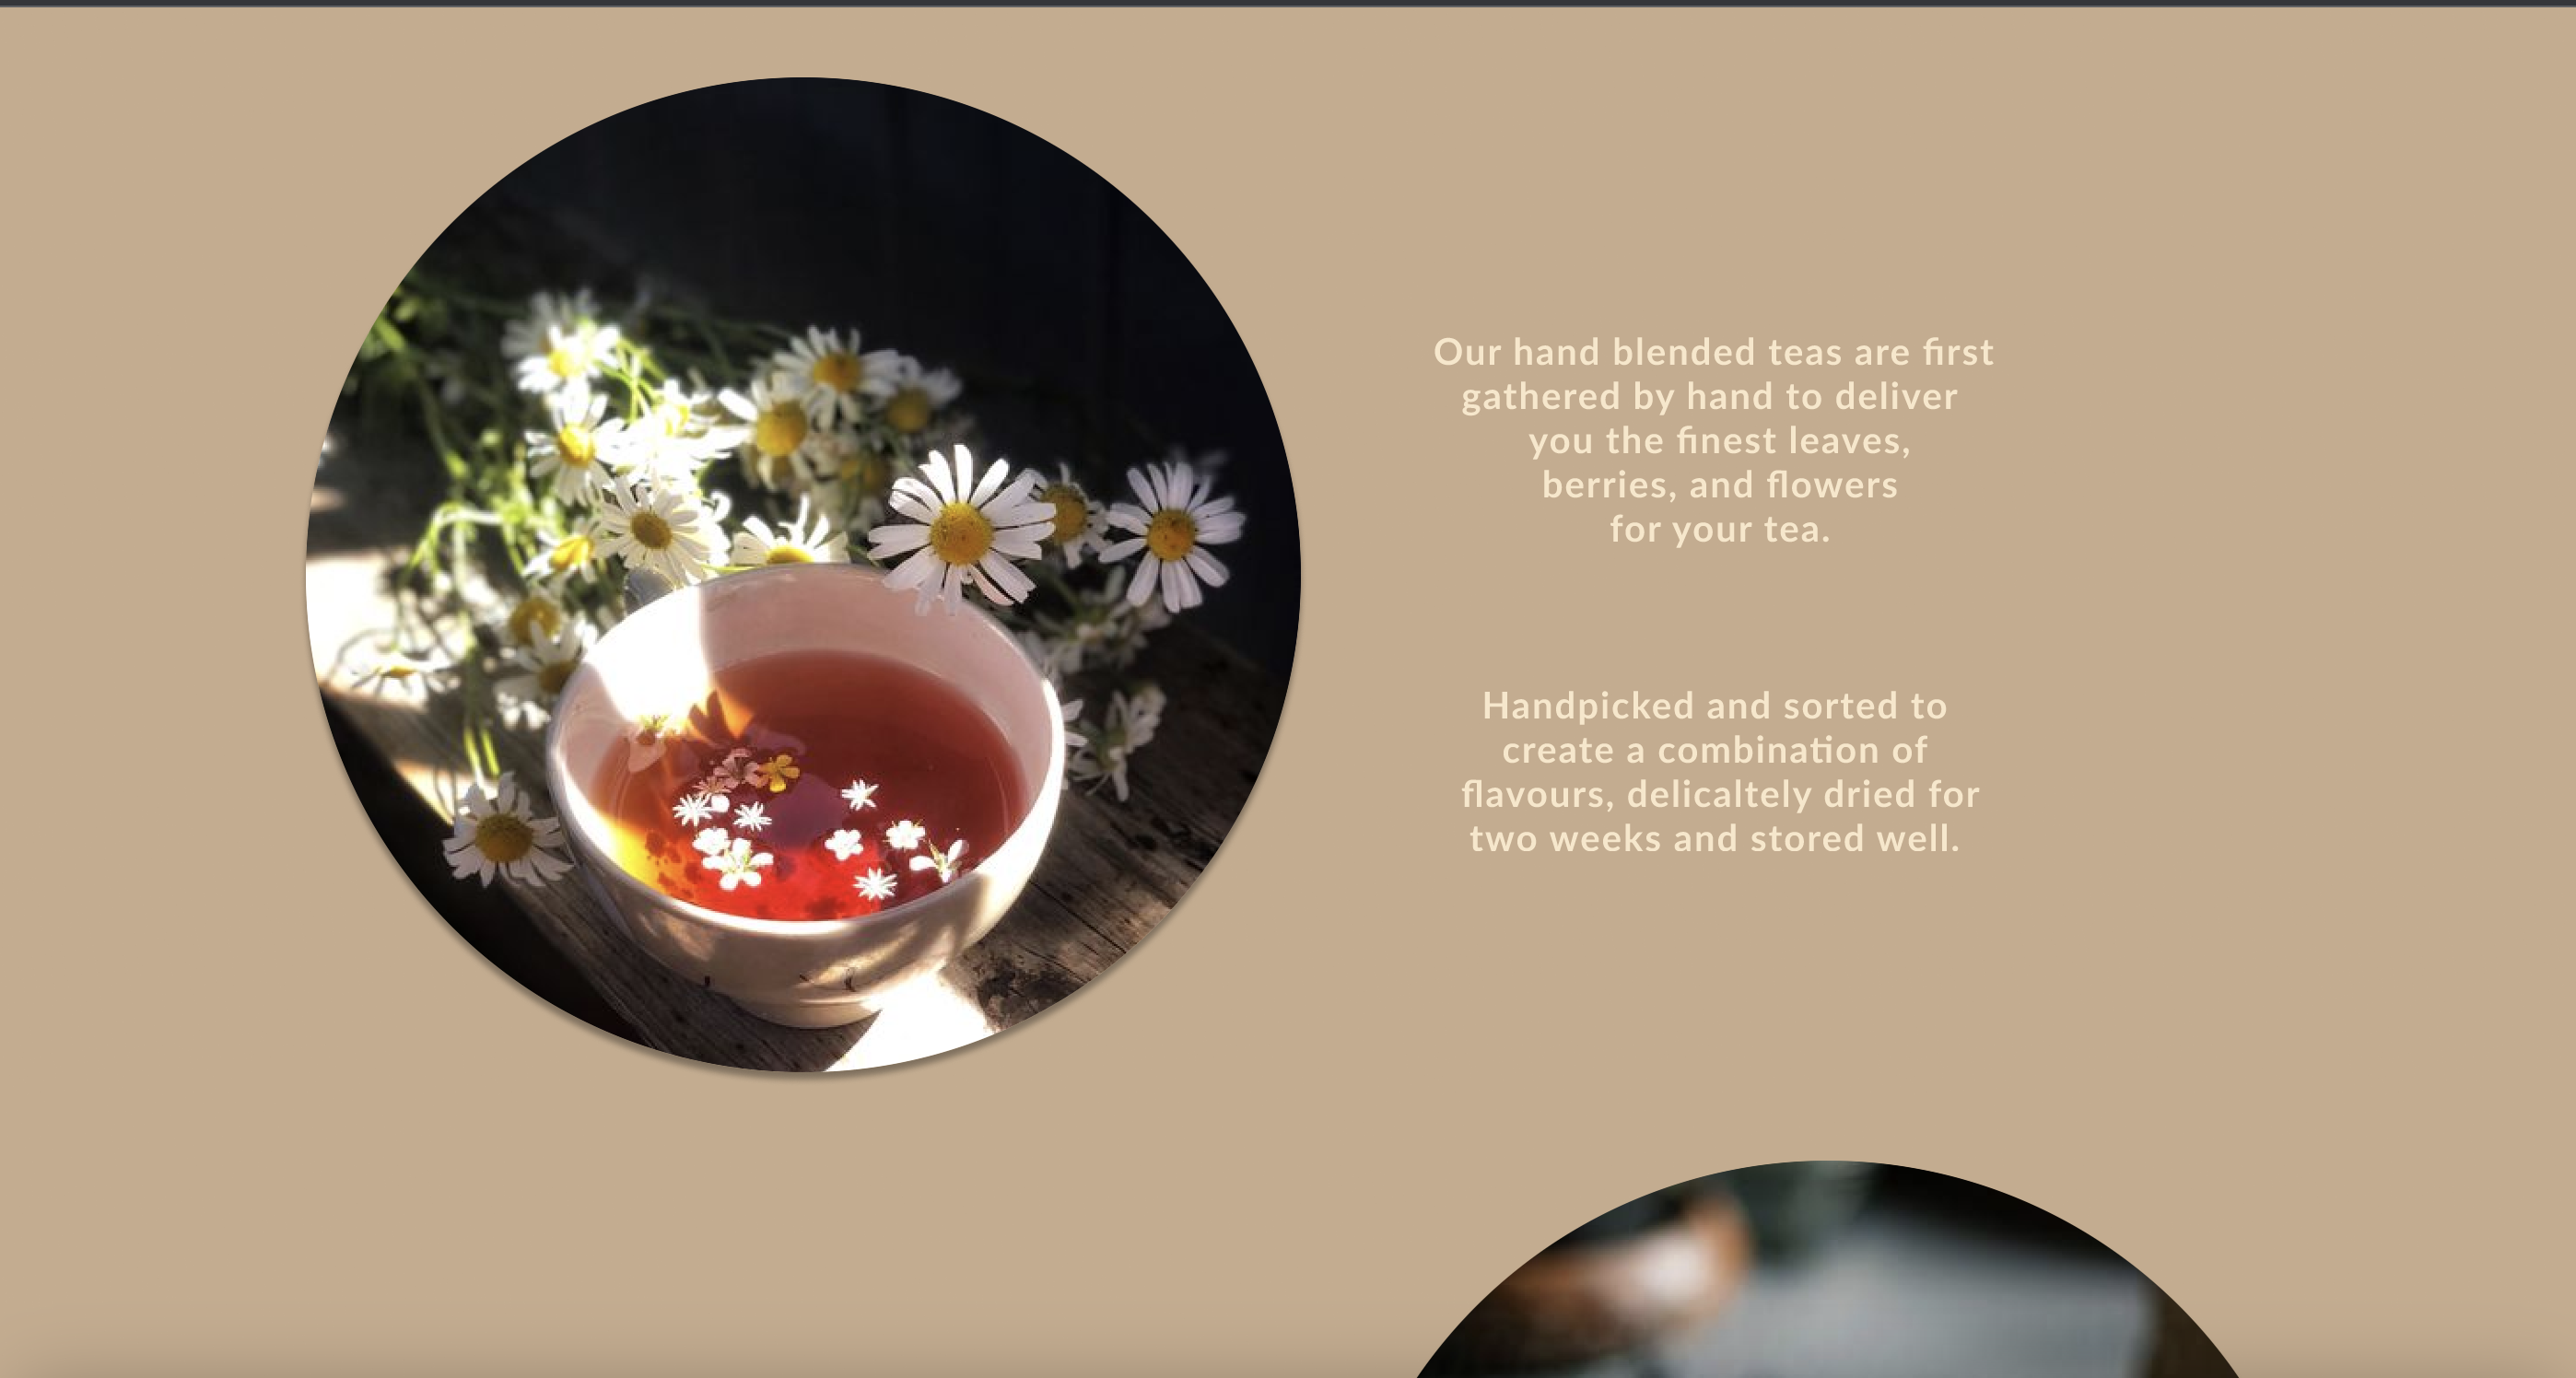 Our hand blended teas are first
gathered by hand to deliver
you the finest leaves,
berries, and flowers
for your tea.
Handpicked and sorted to
create a combination of
flavours, delicaltely dried for
two weeks and stored well.